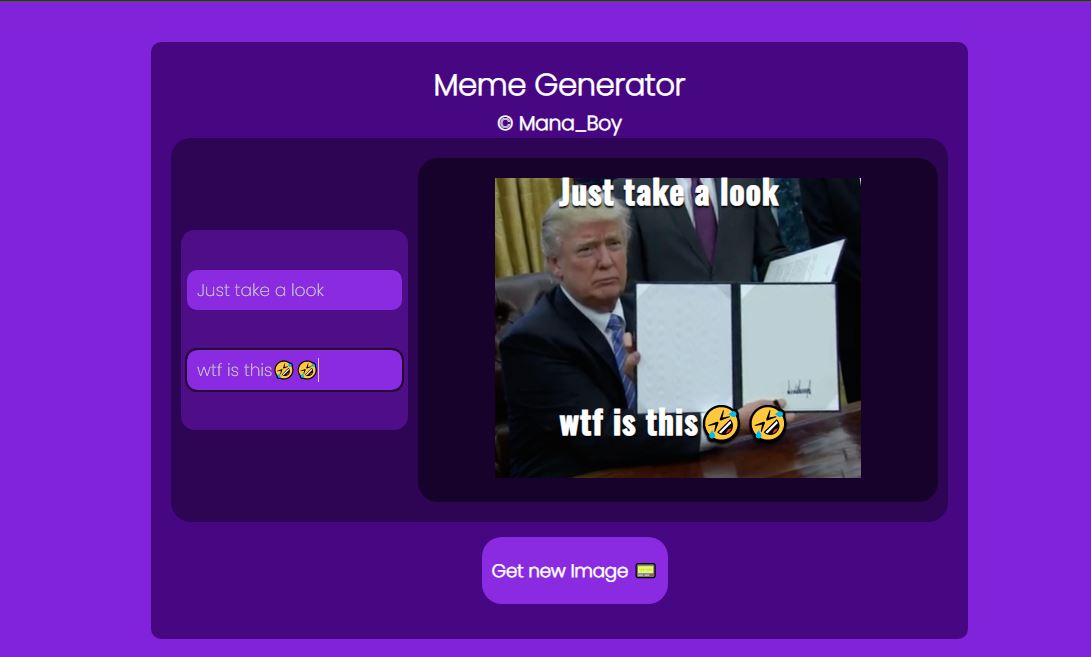 Meme Generator
© Mana_Boy
Just take a look
wtf is this🤣🤣
Just take a look
wtf is this🤣 🤣
Get new Image 📟